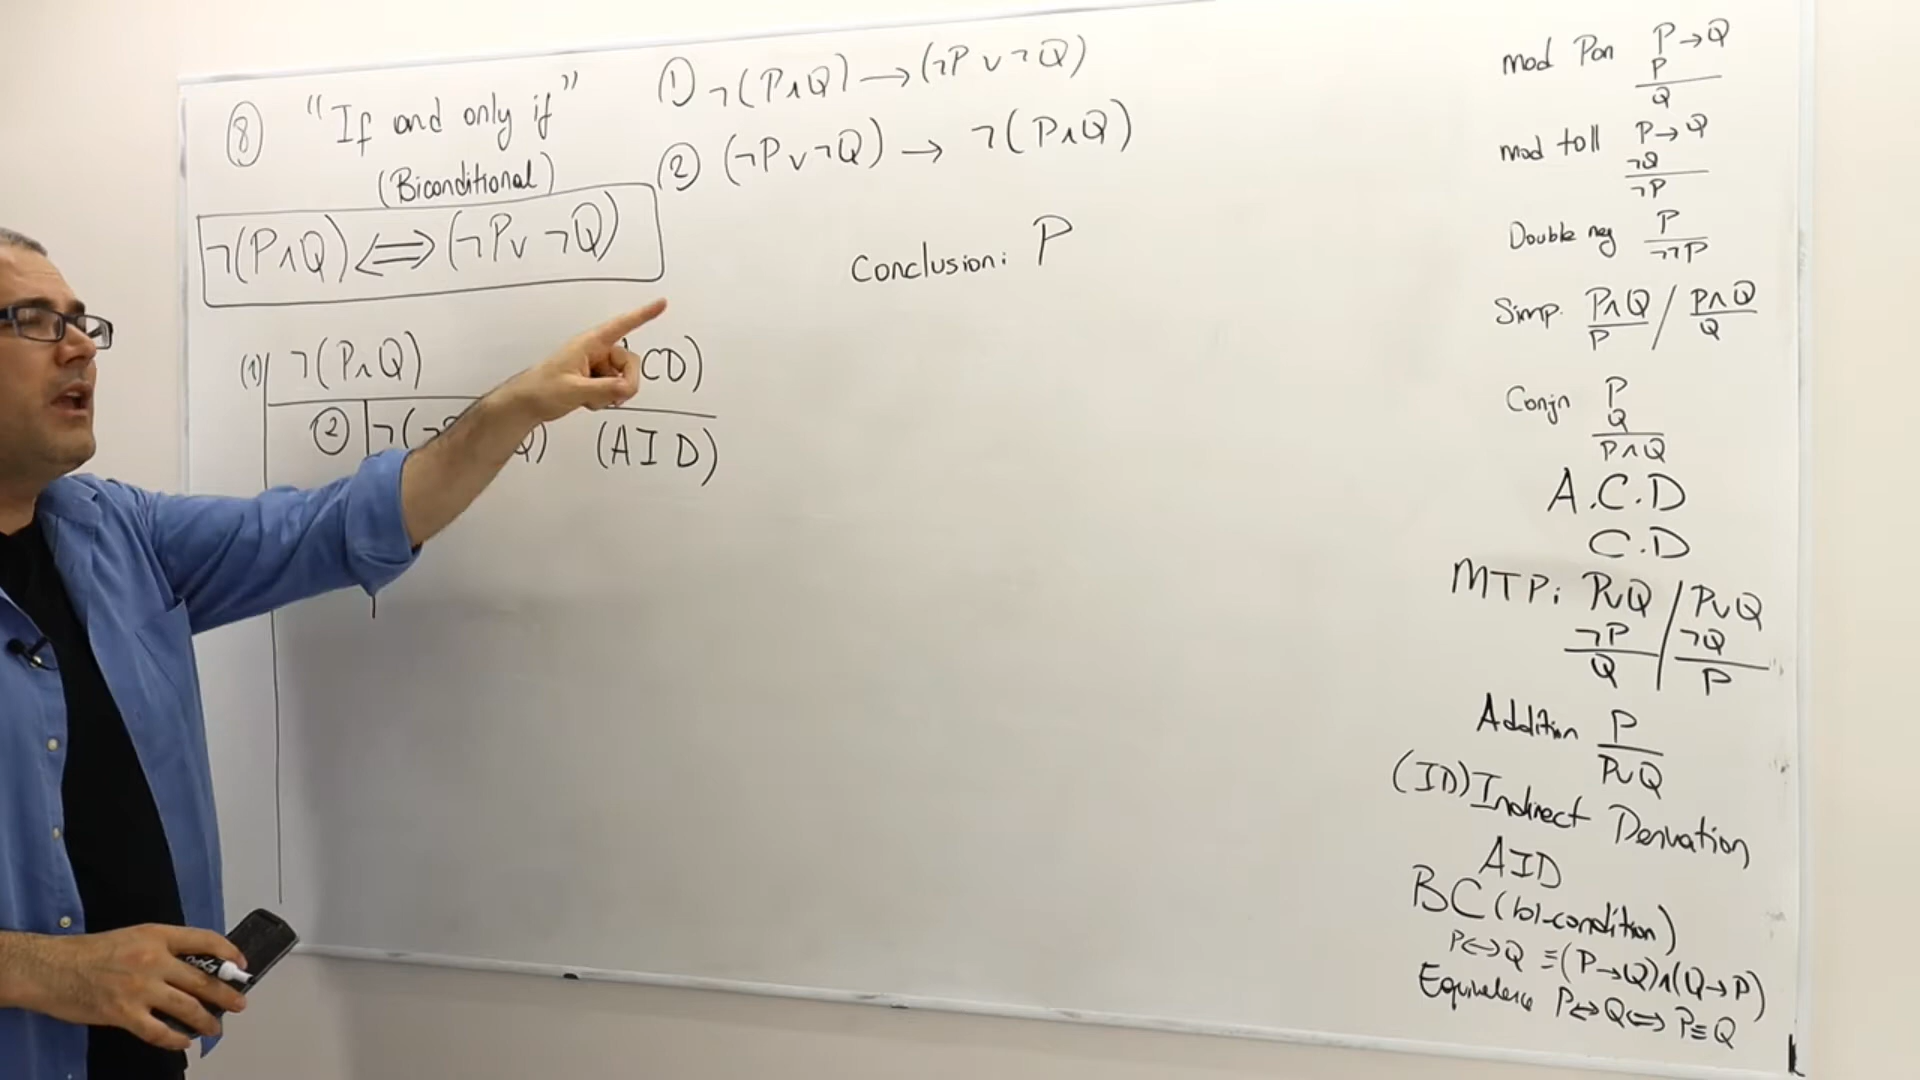 ⑧ "If and only if"
(Biconditional)
¬(P∧Q) ⟺ (¬P∨ ¬Q)
① ¬(P∧Q) → (¬P∨¬Q)
② (¬P∨¬Q) → ¬(P∧Q)
Conclusion: P
(1) ¬(P∧Q) CD)
② ¬(¬ Q) (AID)
mod Pon P→Q
P
Q
mod toll P→Q
¬Q
¬P
Double neg P
¬¬P
Simp. P∧Q / P∧Q
P Q
Conjn P
Q
P∧Q
A.C.D
C.D
MTP: P∨Q / P∨Q
¬P ¬Q
Q P
Addition P
P∨Q
(ID) Indirect Derivation
AID
BC (bi-condition)
P↔Q ≡ (P→Q)∧(Q→P)
Equivalence P↔Q ⟺ P≡Q